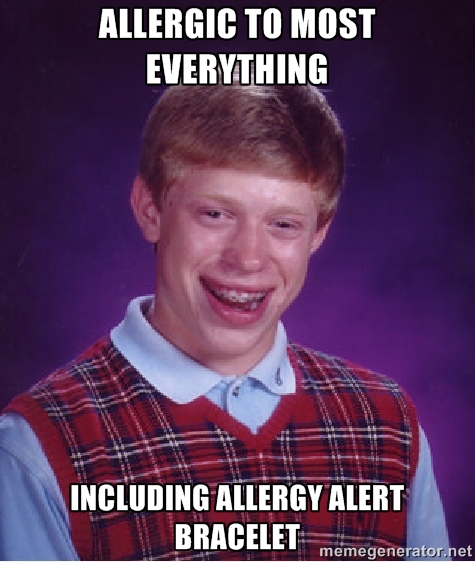 ALLERGIC TO MOST
EVERYTHING
INCLUDING ALLERGY ALERT
BRACELET
memegenerator.net